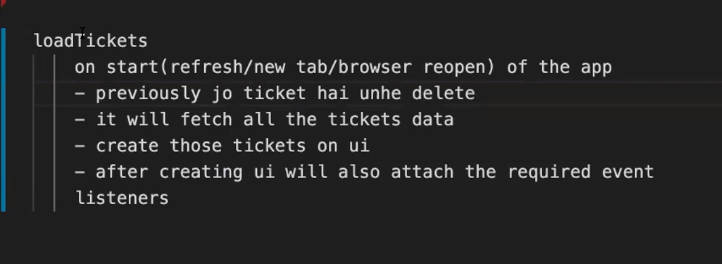 loadTickets
on start(refresh/new tab/browser reopen) of the app
- previously jo ticket hai unhe delete
- it will fetch all the tickets data
- create those tickets on ui
- after creating ui will also attach the required event
listeners